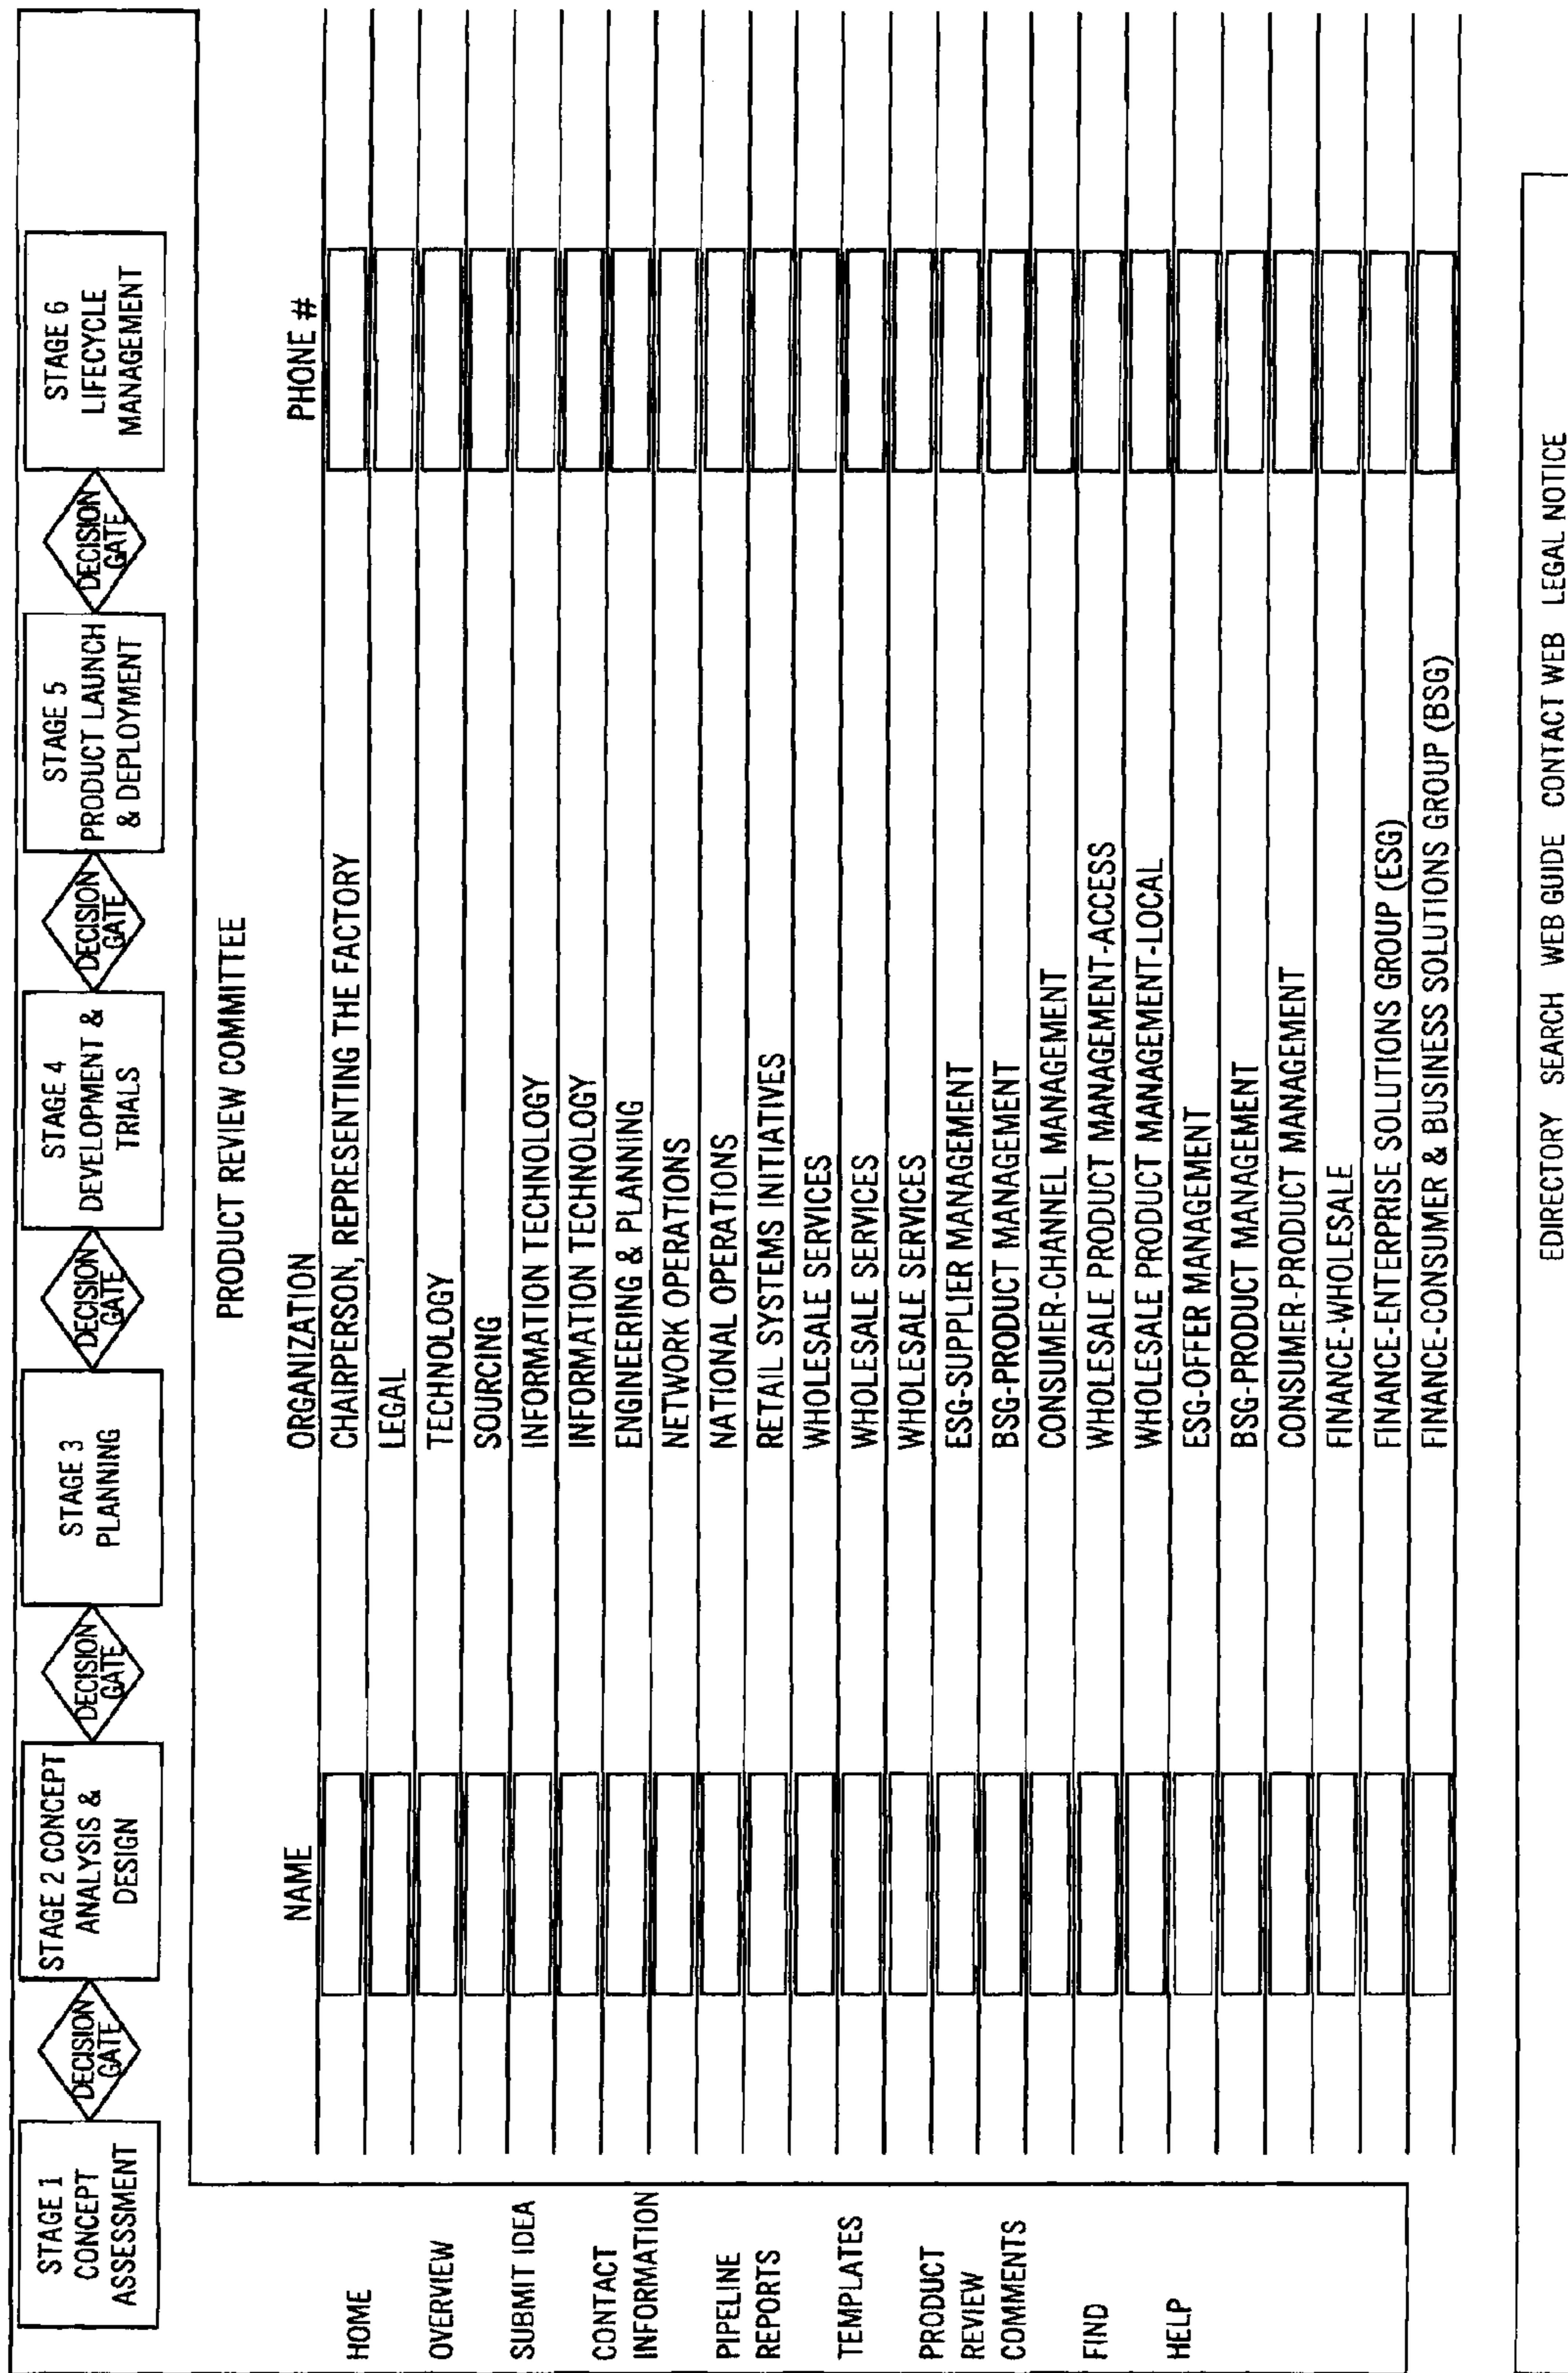 STAGE 1
CONCEPT
ASSESSMENT
DECISION
GATE
STAGE 2 CONCEPT
ANALYSIS &
DESIGN
DECISION
GATE
STAGE 3
PLANNING
DECISION
GATE
STAGE 4
DEVELOPMENT &
TRIALS
DECISION
GATE
STAGE 5
PRODUCT LAUNCH
& DEPLOYMENT
DECISION
GATE
STAGE 6
LIFECYCLE
MANAGEMENT
HOME
OVERVIEW
SUBMIT IDEA
CONTACT
INFORMATION
PIPELINE
REPORTS
TEMPLATES
PRODUCT
REVIEW
COMMENTS
FIND
HELP
PRODUCT REVIEW COMMITTEE
NAME ORGANIZATION PHONE #
CHAIRPERSON, REPRESENTING THE FACTORY
LEGAL
TECHNOLOGY
SOURCING
INFORMATION TECHNOLOGY
INFORMATION TECHNOLOGY
ENGINEERING & PLANNING
NETWORK OPERATIONS
NATIONAL OPERATIONS
RETAIL SYSTEMS INITIATIVES
WHOLESALE SERVICES
WHOLESALE SERVICES
WHOLESALE SERVICES
ESG-SUPPLIER MANAGEMENT
BSG-PRODUCT MANAGEMENT
CONSUMER-CHANNEL MANAGEMENT
WHOLESALE PRODUCT MANAGEMENT-ACCESS
WHOLESALE PRODUCT MANAGEMENT-LOCAL
ESG-OFFER MANAGEMENT
BSG-PRODUCT MANAGEMENT
CONSUMER-PRODUCT MANAGEMENT
FINANCE-WHOLESALE
FINANCE-ENTERPRISE SOLUTIONS GROUP (ESG)
FINANCE-CONSUMER & BUSINESS SOLUTIONS GROUP (BSG)
EDIRECTORY SEARCH WEB GUIDE CONTACT WEB LEGAL NOTICE